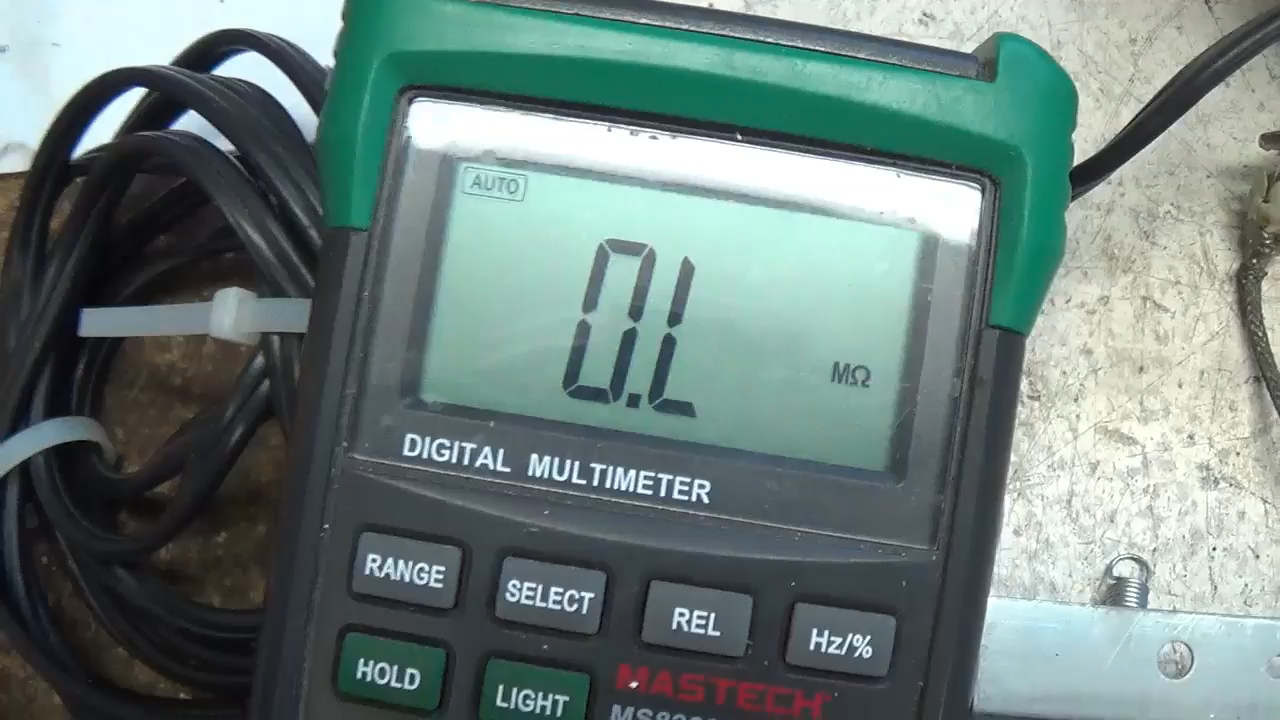 AUTO
0.L
MΩ
DIGITAL MULTIMETER
RANGE
SELECT
REL
Hz/%
HOLD
LIGHT
MASTECH